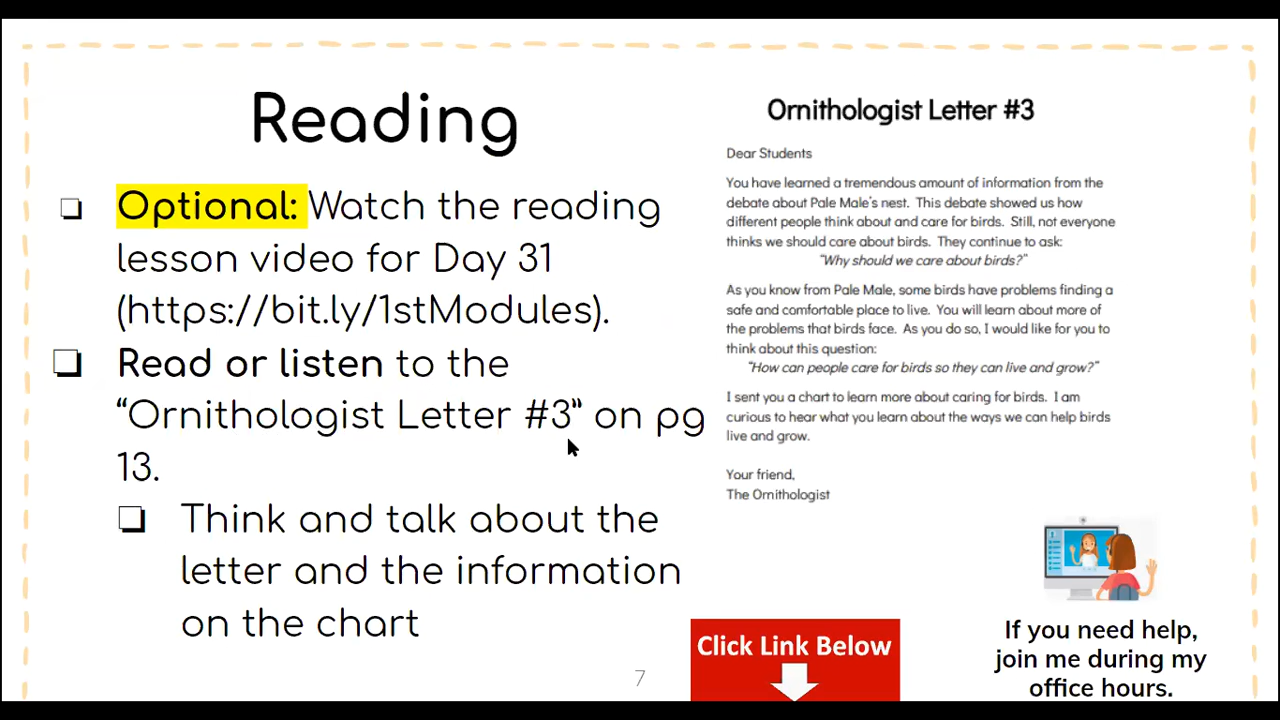 Reading
Optional: Watch the reading
lesson video for Day 31
(https://bit.ly/1stModules).
Read or listen to the
“Ornithologist Letter #3” on pg
13.
Think and talk about the
letter and the information
on the chart
7
Ornithologist Letter #3
Dear Students
You have learned a tremendous amount of information from the
debate about Pale Male's nest. This debate showed us how
different people think about and care for birds. Still, not everyone
thinks we should care about birds. They continue to ask:
“Why should we care about birds?”
As you know from Pale Male, some birds have problems finding a
safe and comfortable place to live. You will learn about more of
the problems that birds face. As you do so, I would like for you to
think about this question:
“How can people care for birds so they can live and grow?”
I sent you a chart to learn more about caring for birds. I am
curious to hear what you learn about the ways we can help birds
live and grow.
Your friend,
The Ornithologist
Click Link Below
If you need help,
join me during my
office hours.